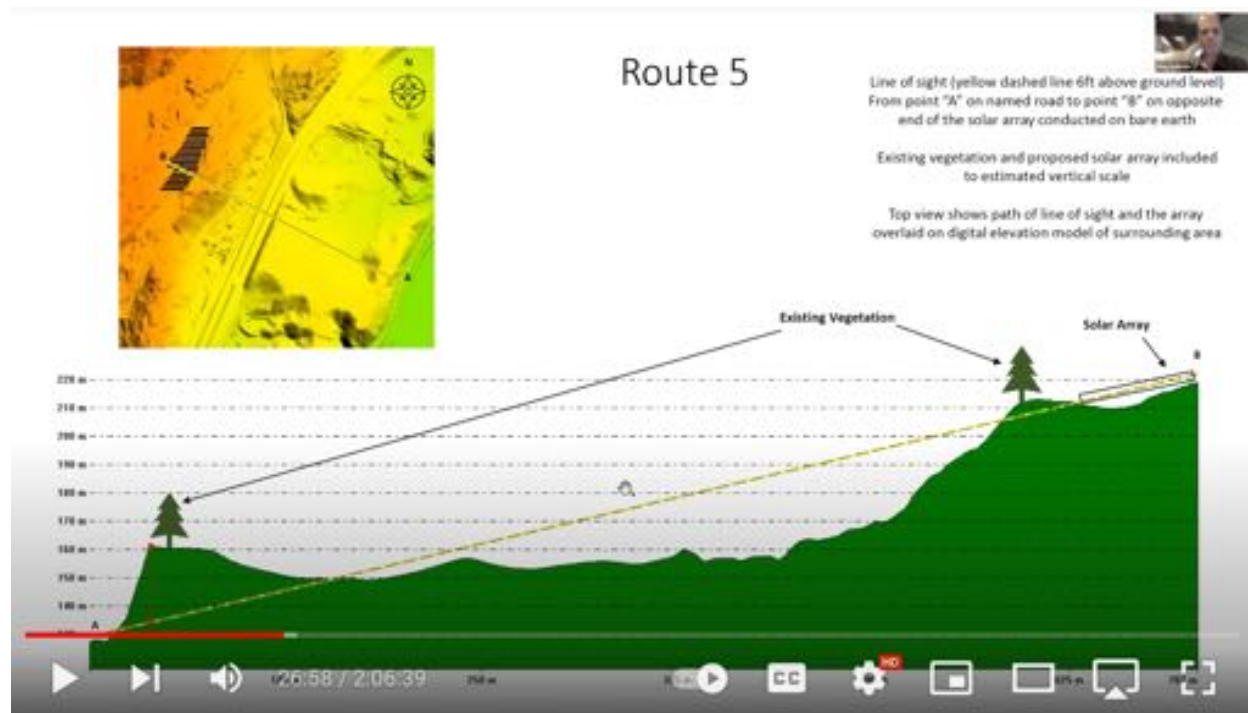 Route 5
Line of sight (yellow dashed line 6ft above ground level)
From point "A" on named road to point "B" on opposite
end of the solar array conducted on bare earth
Existing vegetation and proposed solar array included
to estimated vertical scale
Top view shows path of line of sight and the array
overlaid on digital elevation model of surrounding area
N
B
A
Existing Vegetation
Solar Array
B
220 m
210 m
200 m
190 m
180 m
170 m
160 m
150 m
140 m
A
26:58 / 2:06:39
250 m
CC
HD